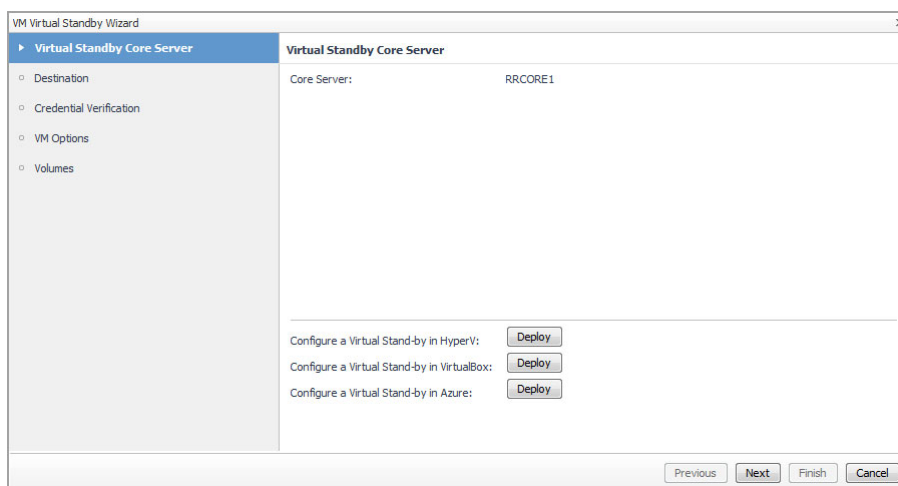 VM Virtual Standby Wizard
Virtual Standby Core Server
Destination
Credential Verification
VM Options
Volumes
Virtual Standby Core Server
Core Server: RRCORE1
Configure a Virtual Stand-by in HyperV: Deploy
Configure a Virtual Stand-by in VirtualBox: Deploy
Configure a Virtual Stand-by in Azure: Deploy
Previous Next Finish Cancel